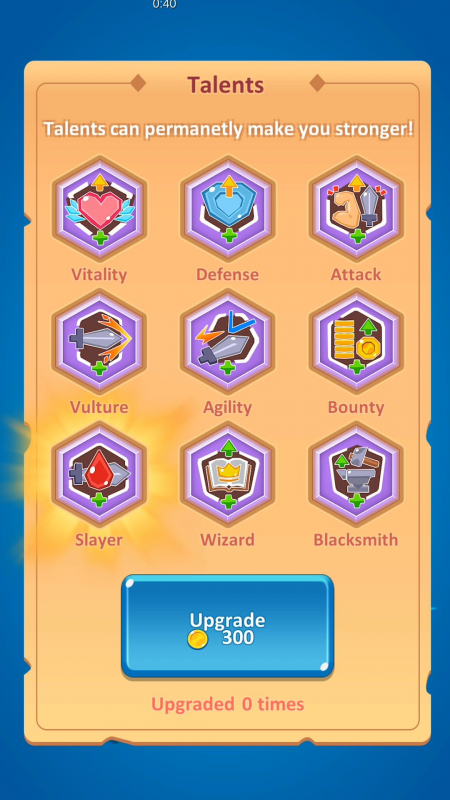 0:40
Talents
Talents can permanetly make you stronger!
Vitality
Defense
Attack
Vulture
Agility
Bounty
Slayer
Wizard
Blacksmith
Upgrade
300
Upgraded 0 times